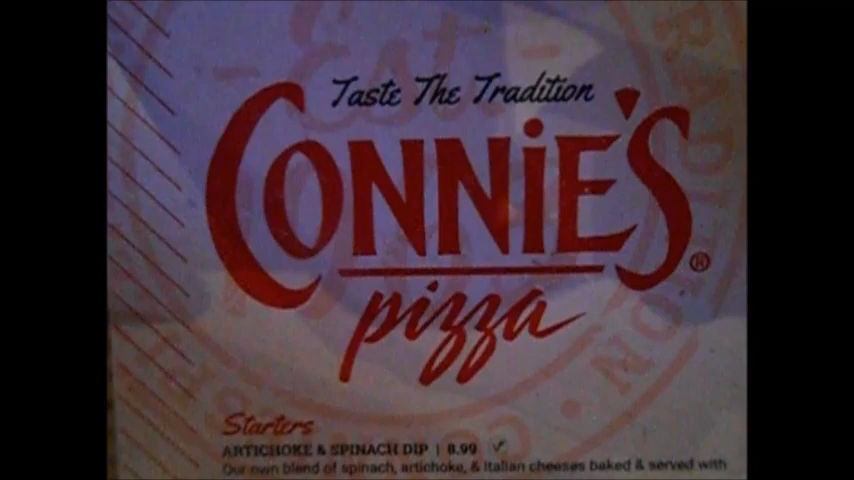 Taste The Tradition
CONNiE'S®
pizza
Starters
ARTICHOKE & SPINACH DIP | 8.99 ✓
Our own blend of spinach, artichoke, & Italian cheeses baked & served with